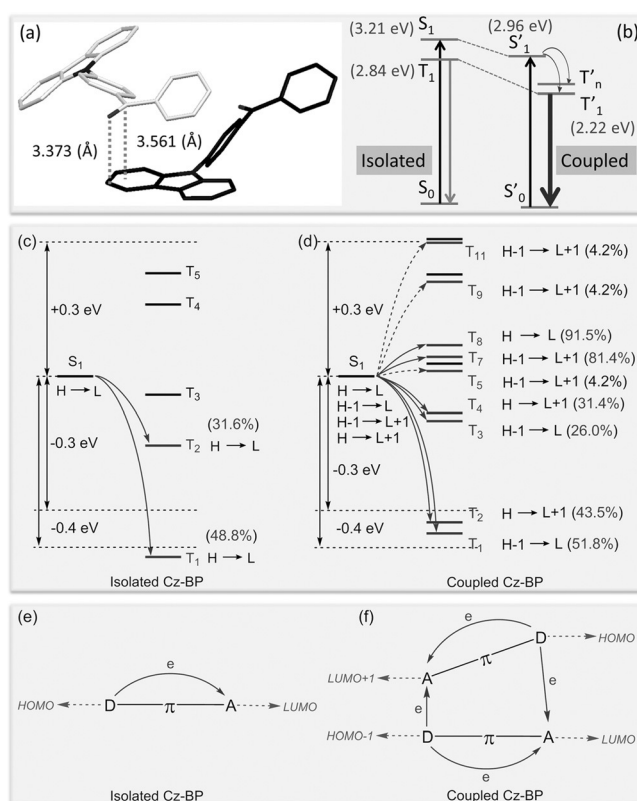 (a)
3.373 (Å)
3.561 (Å)
(b)
(3.21 eV) S1
(2.96 eV)
S'1
(2.84 eV) T1
T'n
T'1
(2.22 eV)
Isolated
Coupled
S0
S'0
(c)
T5
T4
+0.3 eV
S1
H → L
T3
-0.3 eV
(31.6%)
T2 H → L
-0.4 eV
(48.8%)
T1 H → L
Isolated Cz-BP
(d)
T11 H-1 → L+1 (4.2%)
+0.3 eV
T9 H-1 → L+1 (4.2%)
T8 H → L (91.5%)
T7 H-1 → L+1 (81.4%)
S1
T5 H-1 → L+1 (4.2%)
H → L
H-1 → L
H-1 → L+1
H → L+1
T4 H → L+1 (31.4%)
T3 H-1 → L (26.0%)
-0.3 eV
T2 H → L+1 (43.5%)
-0.4 eV
T1 H-1 → L (51.8%)
Coupled Cz-BP
(e)
e
HOMO D π A LUMO
Isolated Cz-BP
(f)
e
D HOMO
π
LUMO+1 A
e
e
HOMO-1 D π A LUMO
e
Coupled Cz-BP